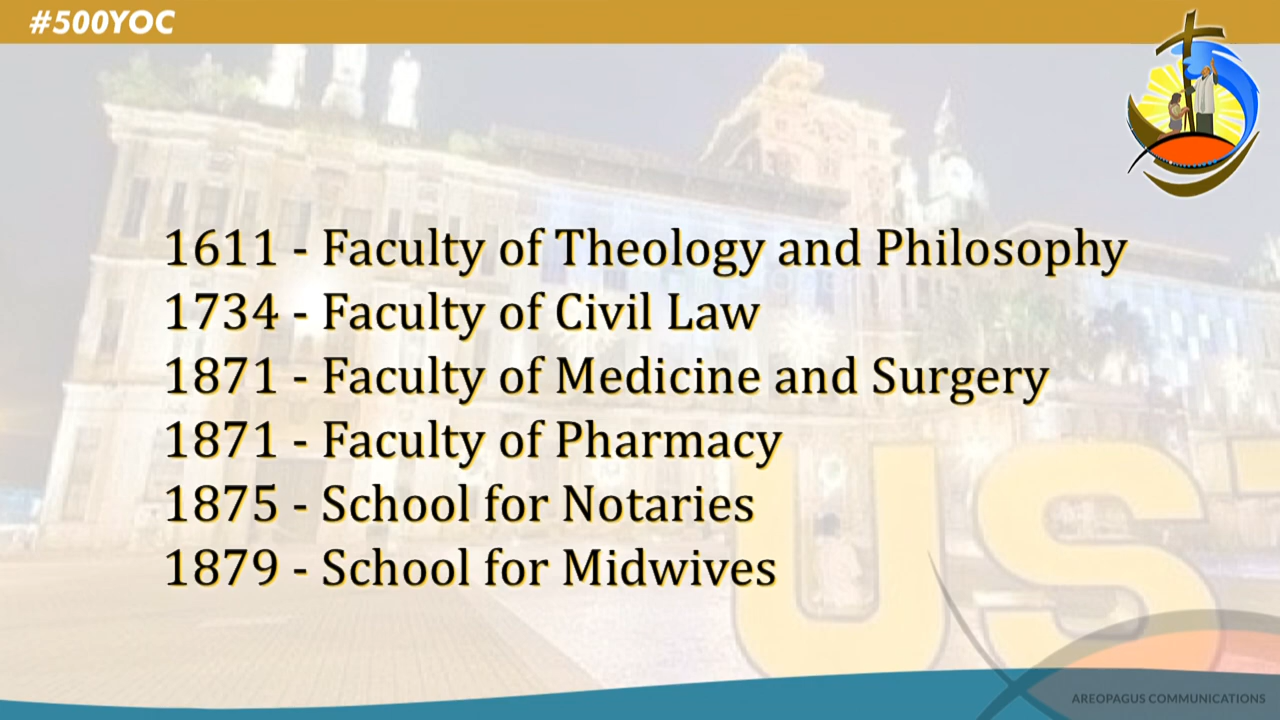 #500YOC
1611 - Faculty of Theology and Philosophy
1734 - Faculty of Civil Law
1871 - Faculty of Medicine and Surgery
1871 - Faculty of Pharmacy
1875 - School for Notaries
1879 - School for Midwives
UST
AREOPAGUS COMMUNICATIONS